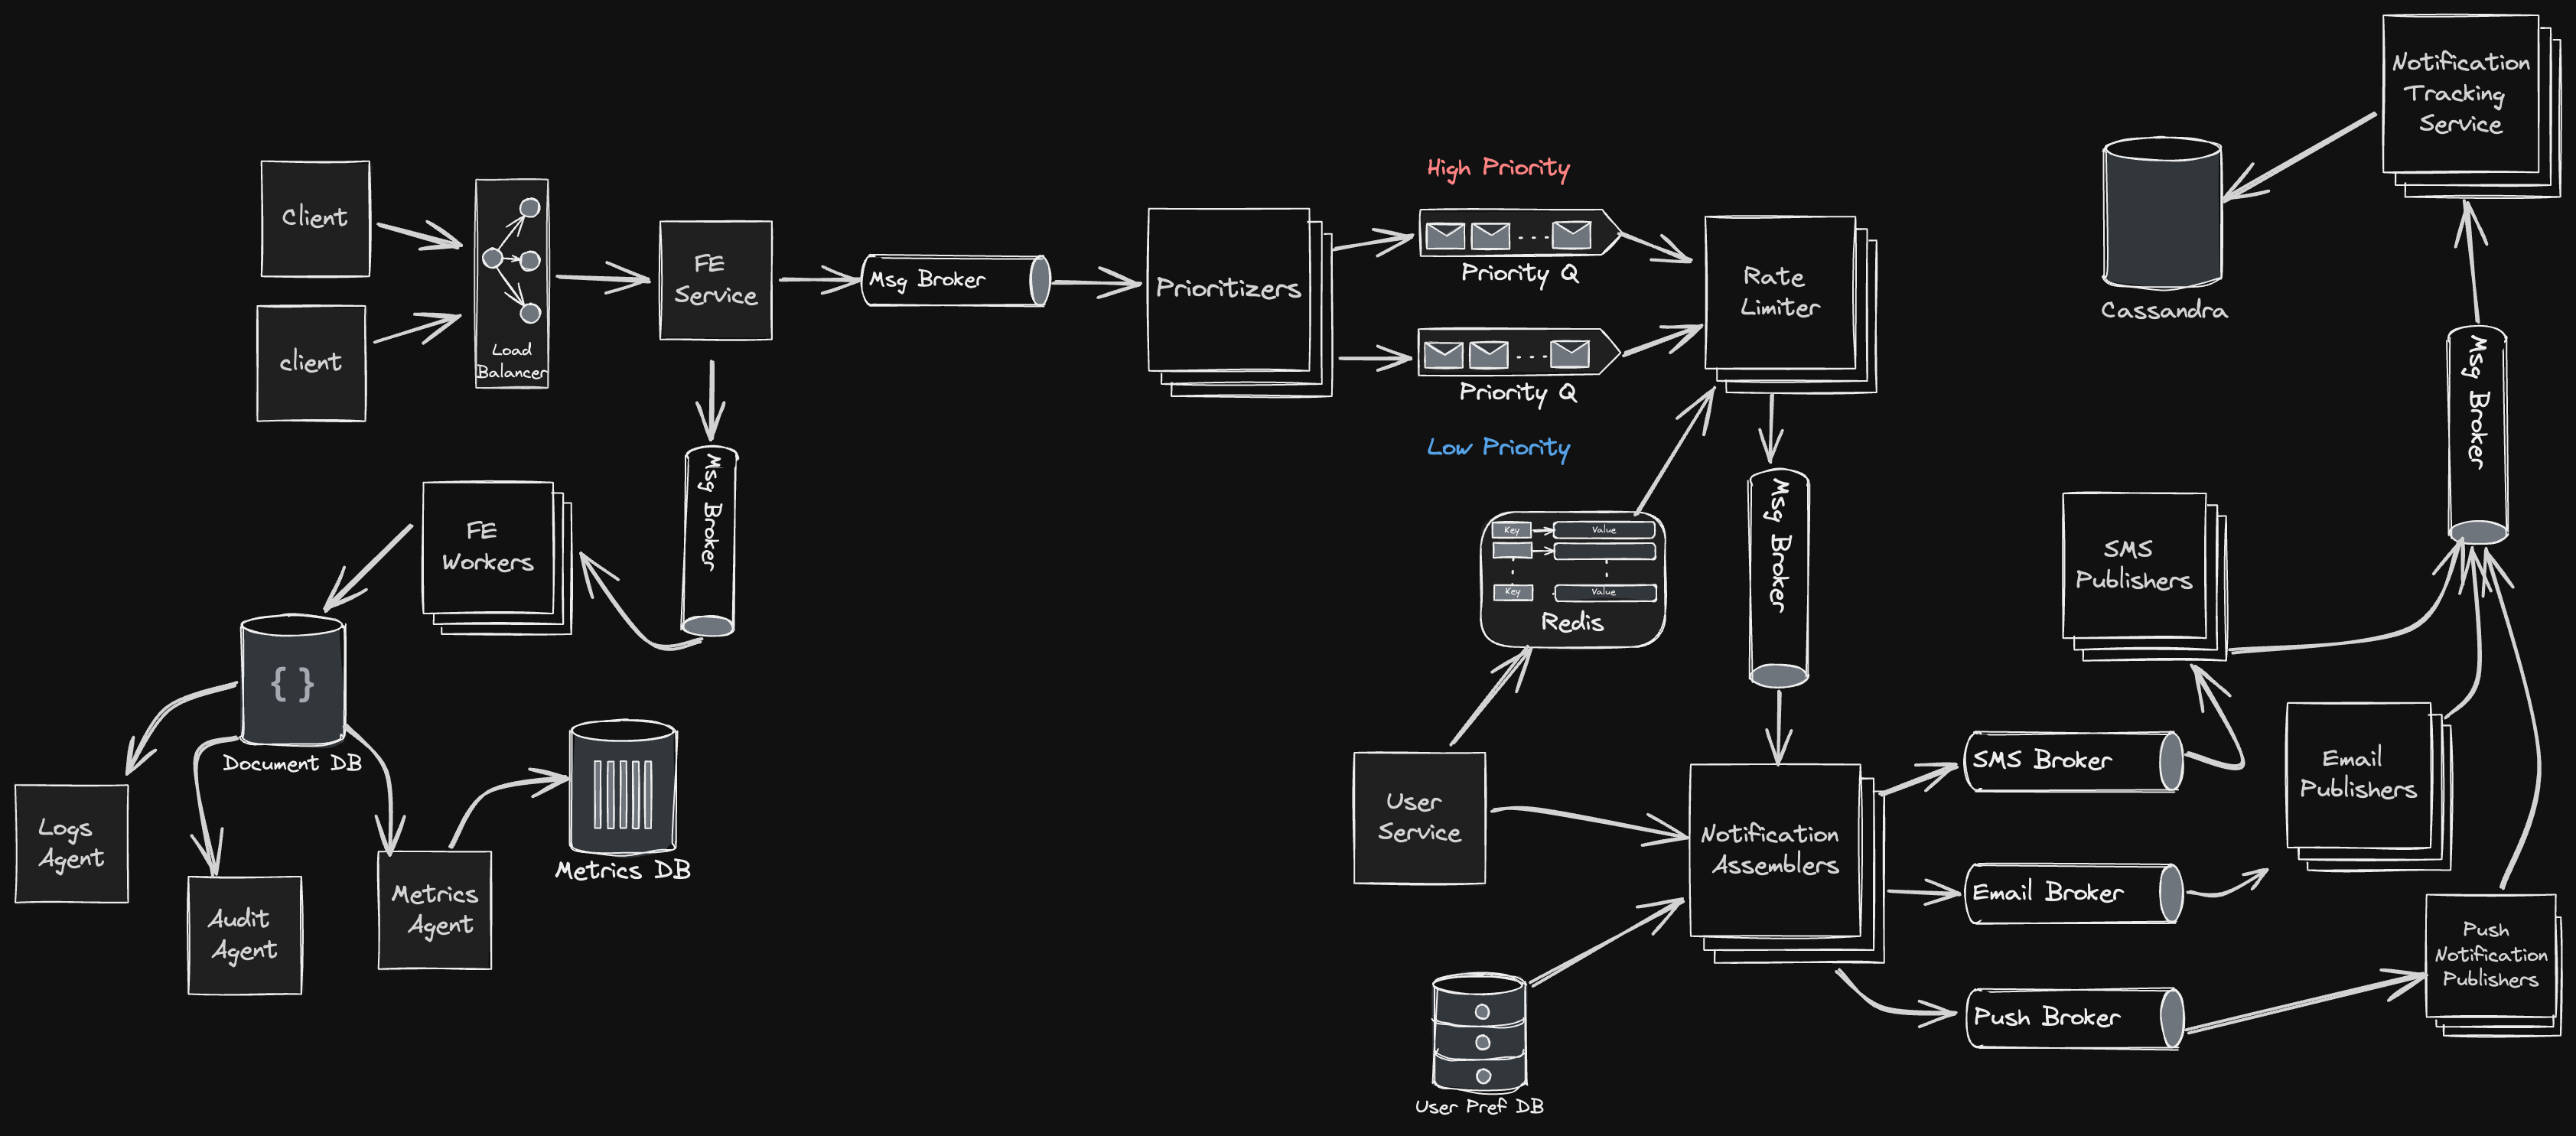 Client
client
Load
Balancer
FE
Service
Msg Broker
Msg Broker
FE
Workers
{ }
Document DB
Logs
Agent
Audit
Agent
Metrics
Agent
Metrics DB
Prioritizers
High Priority
Priority Q
Priority Q
Low Priority
Rate
Limiter
Key
Value
Key
Value
Redis
Msg Broker
User
Service
User Pref DB
Notification
Assemblers
SMS Broker
Email Broker
Push Broker
SMS
Publishers
Email
Publishers
Push
Notification
Publishers
Msg Broker
Notification
Tracking
Service
Cassandra